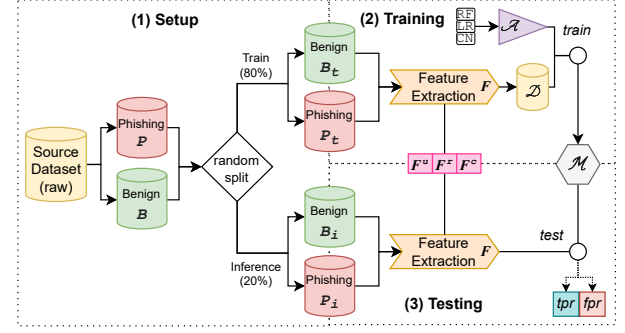 (1) Setup
(2) Training
RF
LR
CN
𝒜
train
Train
(80%)
Benign
B_t
Phishing
P_t
Feature
Extraction F
𝒟
Phishing
P
Source
Dataset
(raw)
Benign
B
random
split
F^u F^r F^c
ℳ
Benign
B_i
Inference
(20%)
Phishing
P_i
Feature
Extraction F
test
(3) Testing
tpr fpr